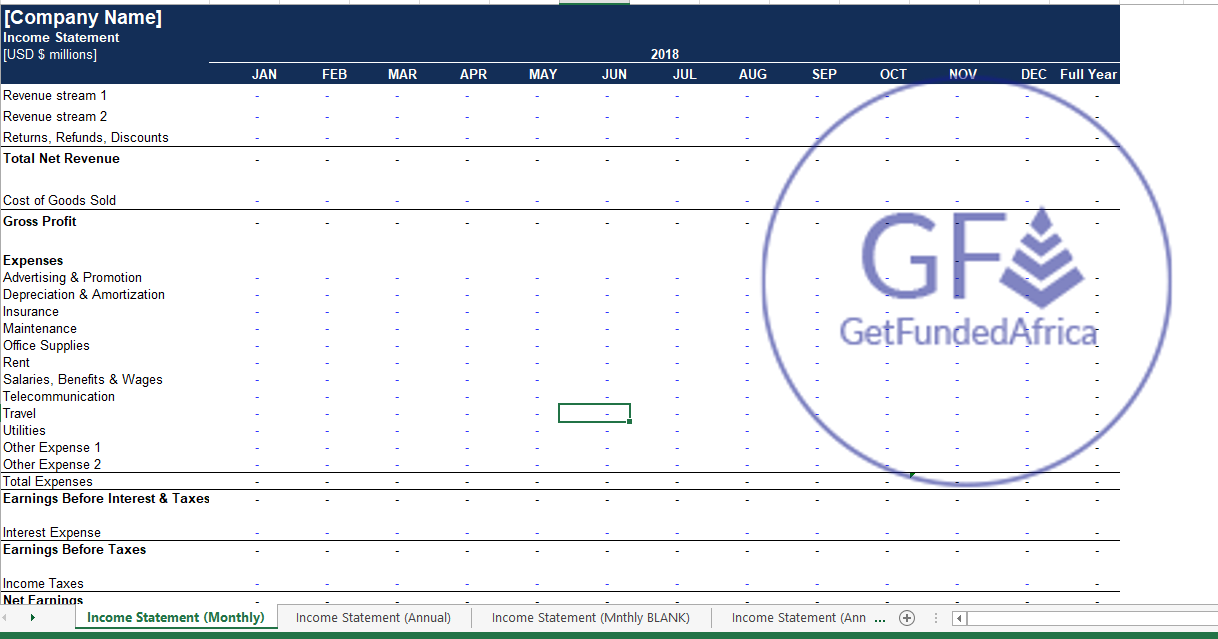 [Company Name]
Income Statement
[USD $ millions]
2018
JAN FEB MAR APR MAY JUN JUL AUG SEP OCT NOV DEC Full Year
Revenue stream 1 - - - - - - - - - - - - -
Revenue stream 2 - - - - - - - - - - - - -
Returns, Refunds, Discounts - - - - - - - - - - - - -
Total Net Revenue - - - - - - - - - - - - -
Cost of Goods Sold - - - - - - - - - - - - -
Gross Profit - - - - - - - - - - - - -
Expenses
Advertising & Promotion - - - - - - - - - - - - -
Depreciation & Amortization - - - - - - - - - - - - -
Insurance - - - - - - - - - - - - -
Maintenance - - - - - - - - - - - - -
Office Supplies - - - - - - - - - - - - -
Rent - - - - - - - - - - - - -
Salaries, Benefits & Wages - - - - - - - - - - - - -
Telecommunication - - - - - - - - - - - - -
Travel - - - - - - - - - - - - -
Utilities - - - - - - - - - - - - -
Other Expense 1 - - - - - - - - - - - - -
Other Expense 2 - - - - - - - - - - - - -
Total Expenses - - - - - - - - - - - - -
Earnings Before Interest & Taxes - - - - - - - - - - - - -
Interest Expense - - - - - - - - - - - - -
Earnings Before Taxes - - - - - - - - - - - - -
Income Taxes - - - - - - - - - - - - -
Net Earnings - - - - - - - - - - - - -
GF
GetFundedAfrica
Income Statement (Monthly) Income Statement (Annual) Income Statement (Mnthly BLANK) Income Statement (Ann ...